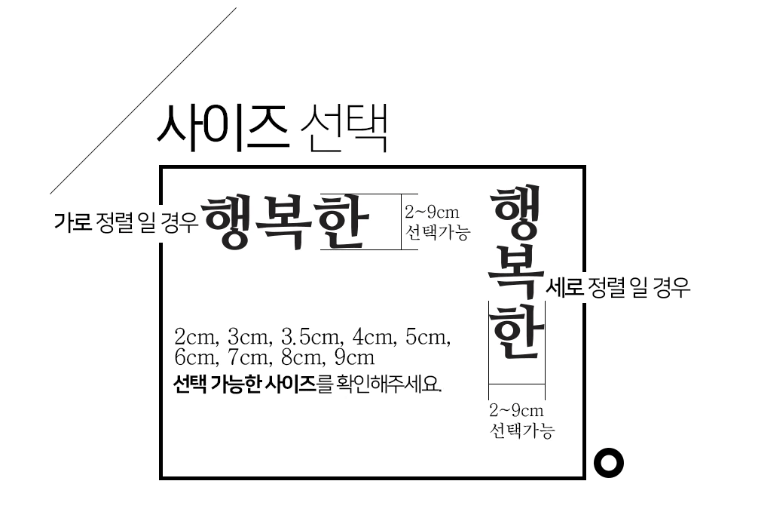 사이즈 선택
가로 정렬 일 경우
행복한
2~9cm
선택가능
행
복
한
세로 정렬 일 경우
2~9cm
선택가능
2cm, 3cm, 3.5cm, 4cm, 5cm,
6cm, 7cm, 8cm, 9cm
선택 가능한 사이즈를 확인해주세요.